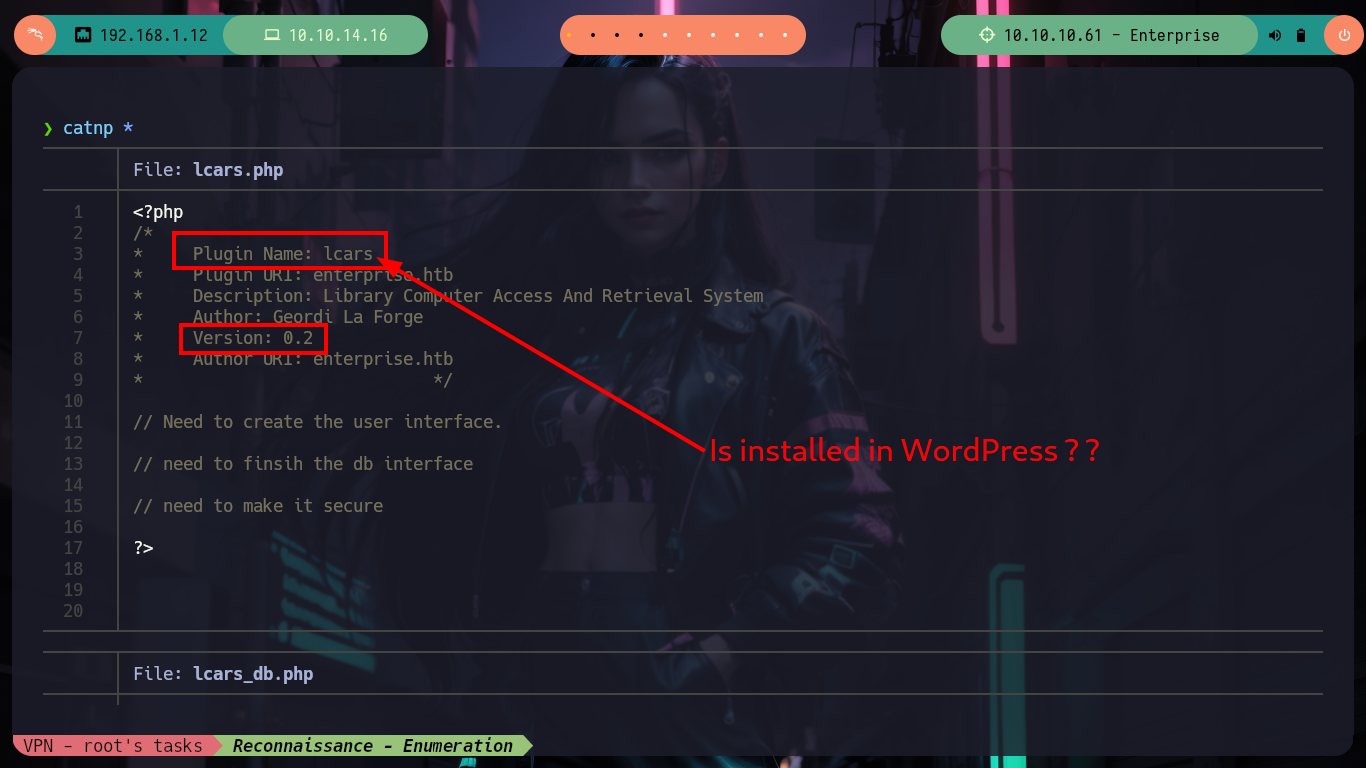 192.168.1.12 10.10.14.16 10.10.10.61 - Enterprise
❯ catnp *
File: lcars.php
1 <?php
2 /*
3 *     Plugin Name: lcars
4 *     Plugin URI: enterprise.htb
5 *     Description: Library Computer Access And Retrieval System
6 *     Author: Geordi La Forge
7 *     Version: 0.2
8 *     Author URI: enterprise.htb
9 *                             */
10
11 // Need to create the user interface.
12
13 // need to finsih the db interface
14
15 // need to make it secure
16
17 ?>
18
19
20
Is installed in WordPress ? ?
File: lcars_db.php
VPN - root's tasks Reconnaissance - Enumeration